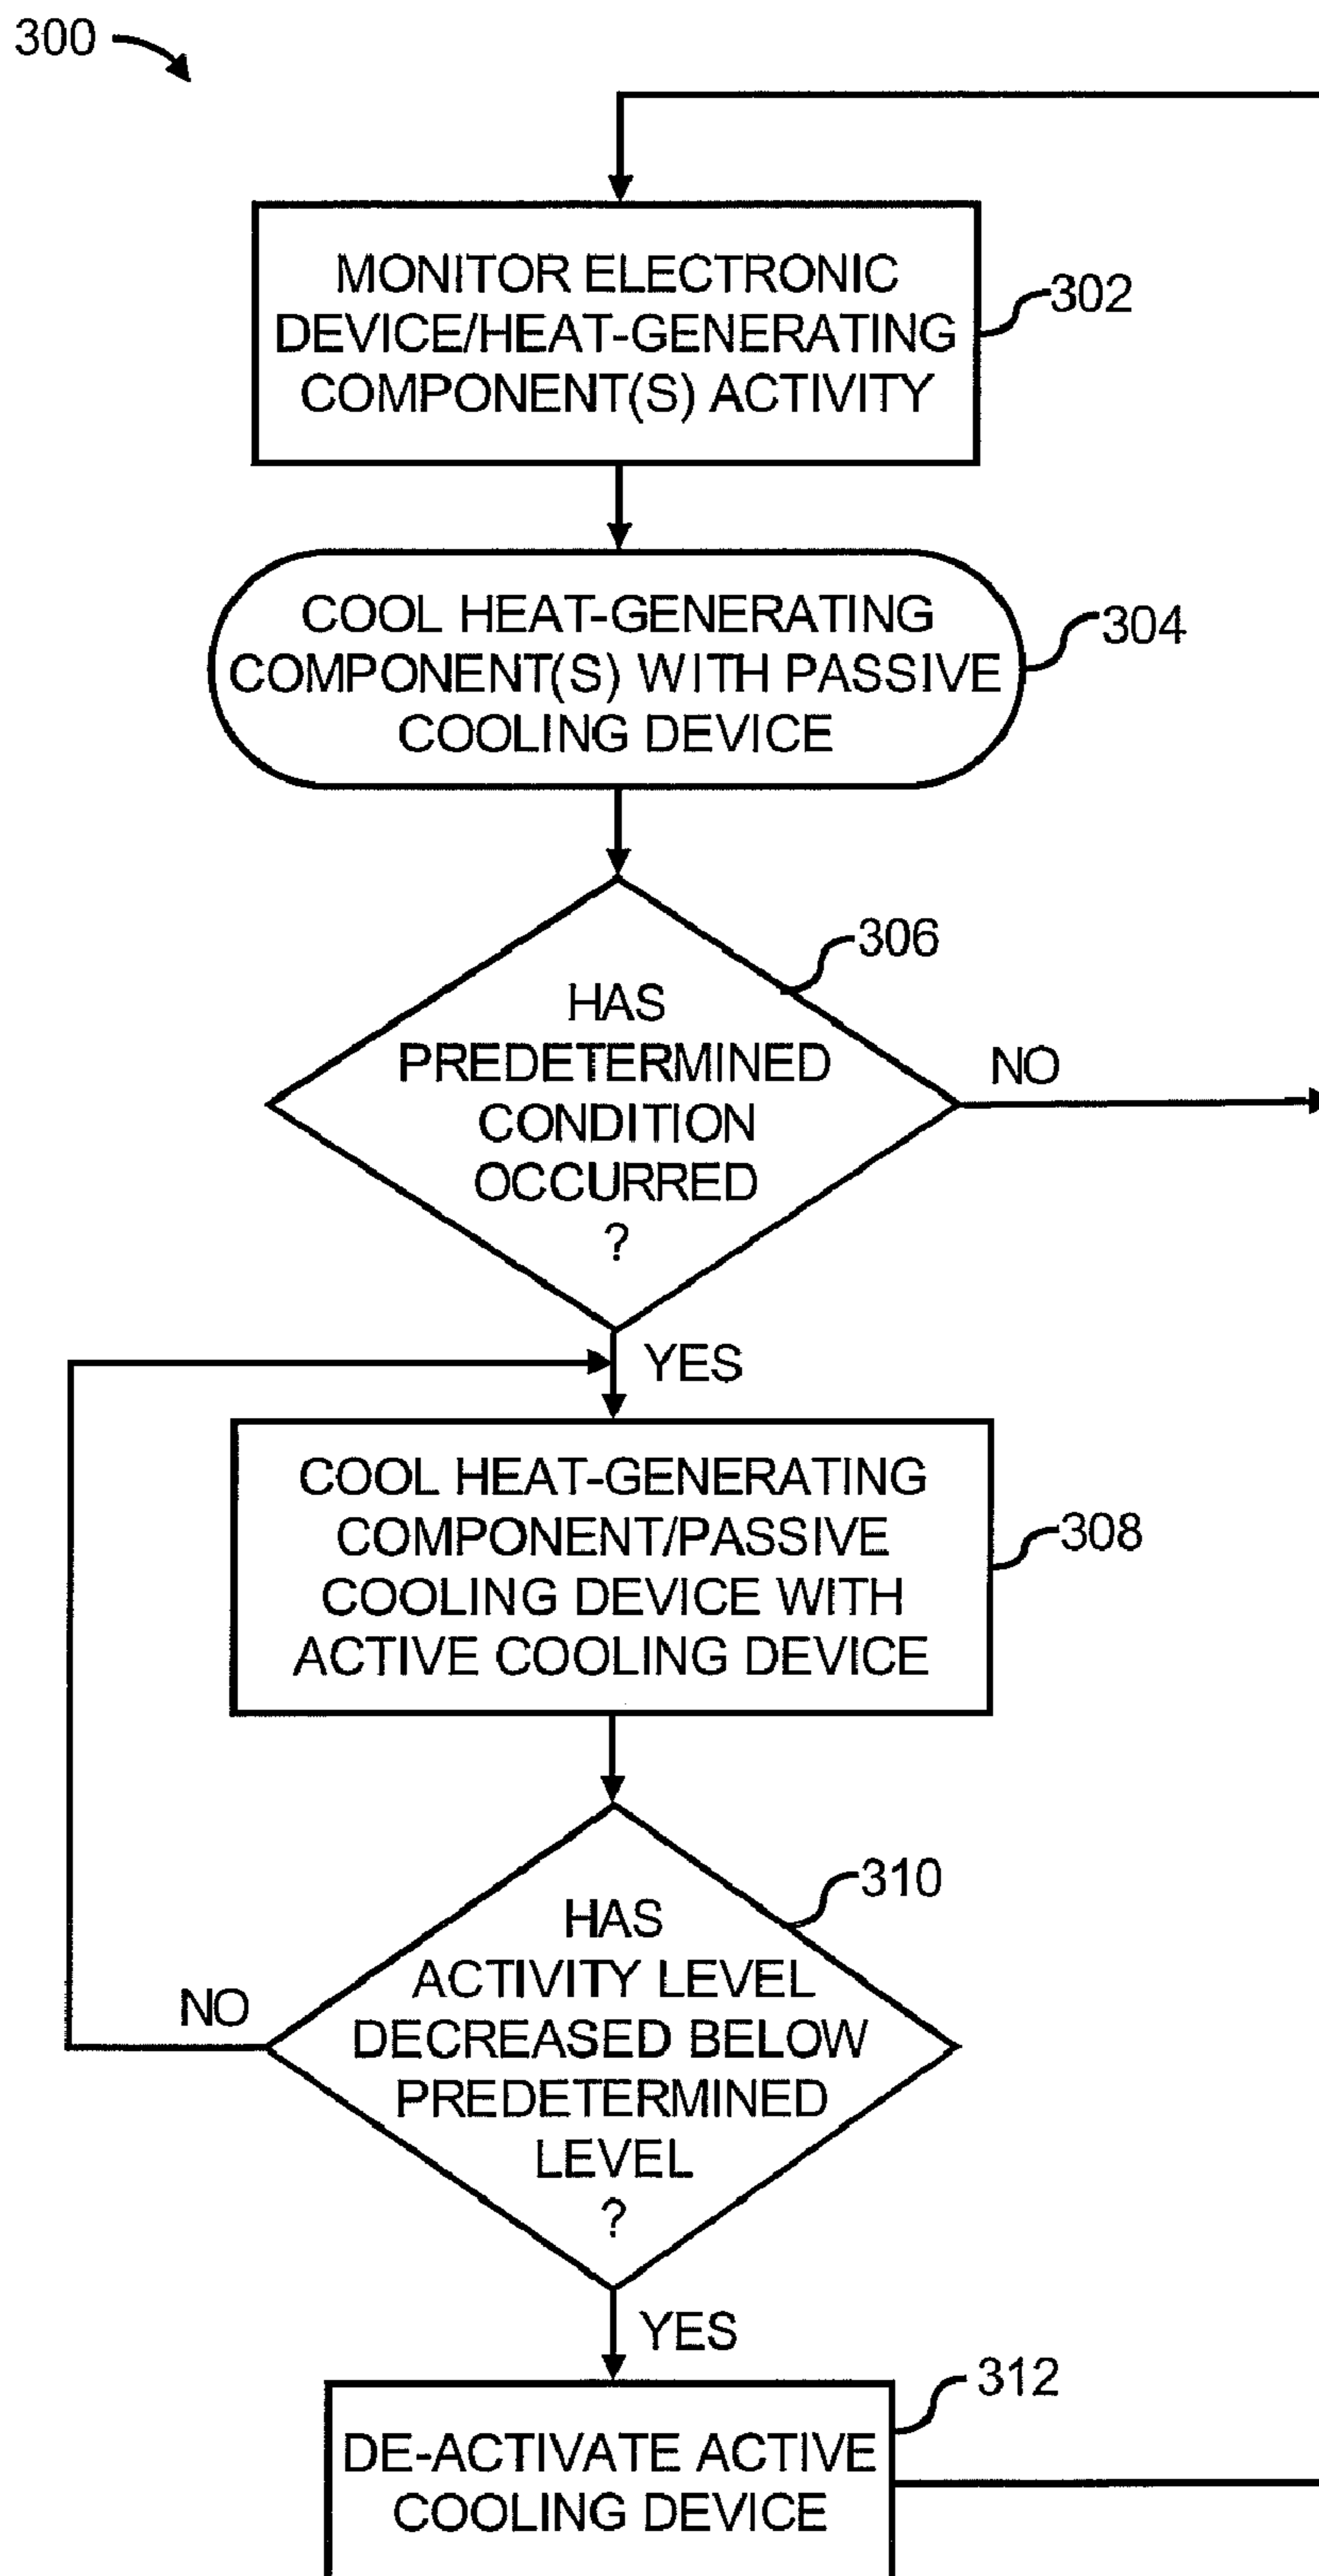 300
MONITOR ELECTRONIC
DEVICE/HEAT-GENERATING
COMPONENT(S) ACTIVITY
302
COOL HEAT-GENERATING
COMPONENT(S) WITH PASSIVE
COOLING DEVICE
304
306
HAS
PREDETERMINED
CONDITION
OCCURRED
?
NO
YES
COOL HEAT-GENERATING
COMPONENT/PASSIVE
COOLING DEVICE WITH
ACTIVE COOLING DEVICE
308
310
HAS
ACTIVITY LEVEL
DECREASED BELOW
PREDETERMINED
LEVEL
?
NO
YES
312
DE-ACTIVATE ACTIVE
COOLING DEVICE